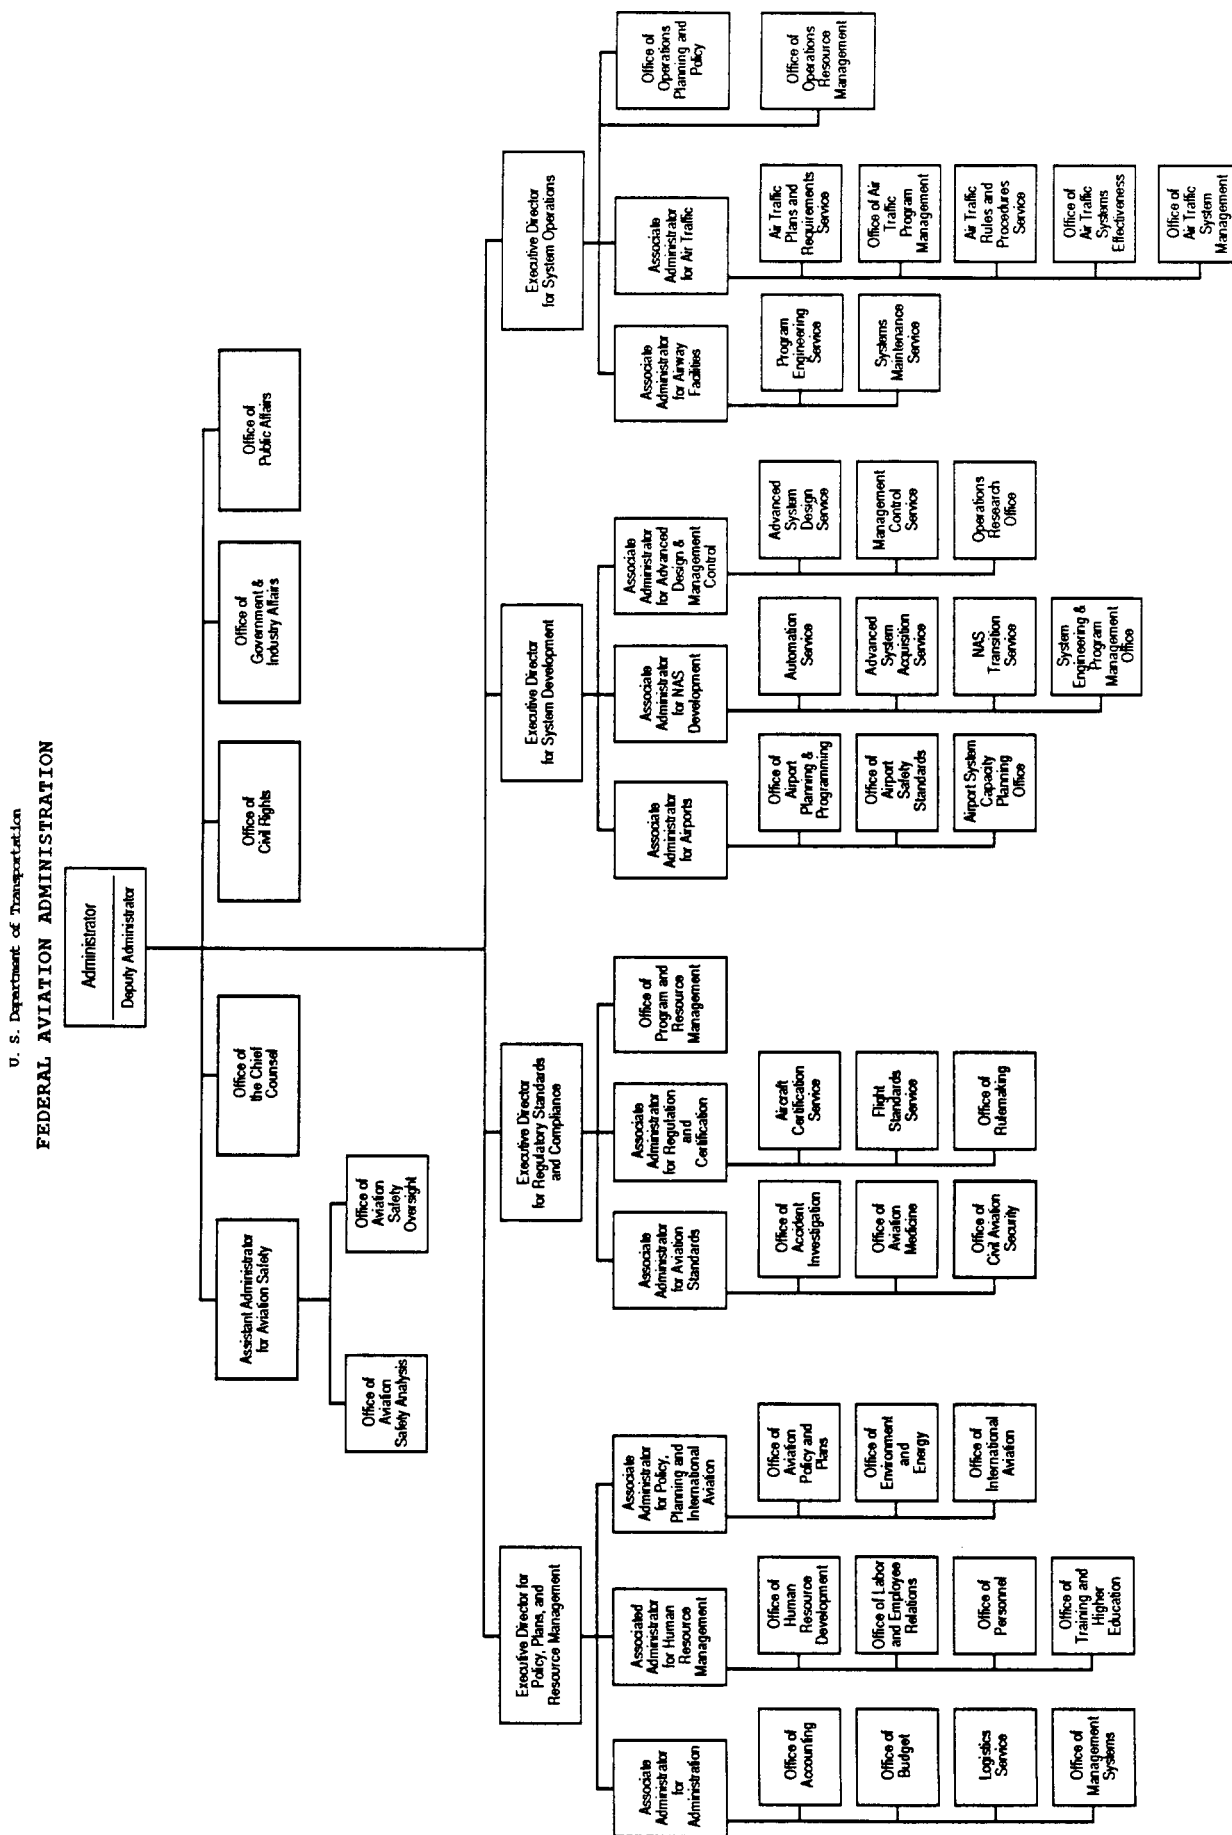 U. S. Department of Transportation
FEDERAL AVIATION ADMINISTRATION
Administrator
Deputy Administrator
Assistant Administrator
for Aviation Safety
Office of
the Chief
Counsel
Office of
Civil Rights
Office of
Government &
Industry Affairs
Office of
Public Affairs
Office of
Aviation
Safety Analysis
Office of
Aviation
Safety
Oversight
Executive Director for
Policy, Plans, and
Resource Management
Executive Director
for Regulatory Standards
and Compliance
Executive Director
for System Development
Executive Director
for System Operations
Associate
Administrator
for
Administration
Associated
Administrator
for Human
Resource
Management
Associate
Administrator
for Policy,
Planning and
International
Aviation
Associate
Administrator
for Aviation
Standards
Associate
Administrator
for Regulation
and
Certification
Office of
Program and
Resource
Management
Associate
Administrator
for Airports
Associate
Administrator
for NAS
Development
Associate
Administrator
for Advanced
Design &
Management
Control
Associate
Administrator
for Airway
Facilities
Associate
Administrator
for Air Traffic
Office of
Operations
Planning and
Policy
Office of
Accounting
Office of
Human
Resource
Development
Office of
Aviation
Policy and
Plans
Office of
Accident
Investigation
Aircraft
Certification
Service
Office of
Airport
Planning &
Programming
Automation
Service
Advanced
System
Design
Service
Program
Engineering
Service
Air Traffic
Plans and
Requirements
Service
Office of
Operations
Resource
Management
Office of
Budget
Office of Labor
and Employee
Relations
Office of
Environment
and
Energy
Office of
Aviation
Medicine
Flight
Standards
Service
Office of
Airport
Safety
Standards
Advanced
System
Acquisition
Service
Management
Control
Service
Systems
Maintenance
Service
Office of Air
Traffic
Program
Management
Logistics
Service
Office of
Personnel
Office of
International
Aviation
Office of
Civil Aviation
Security
Office of
Rulemaking
Airport System
Capacity
Planning
Office
NAS
Transition
Service
Operations
Research
Office
Air Traffic
Rules and
Procedures
Service
Office of
Management
Systems
Office of
Training and
Higher
Education
System
Engineering &
Program
Management
Office
Office of
Air Traffic
Systems
Effectiveness
Office of
Air Traffic
System
Management